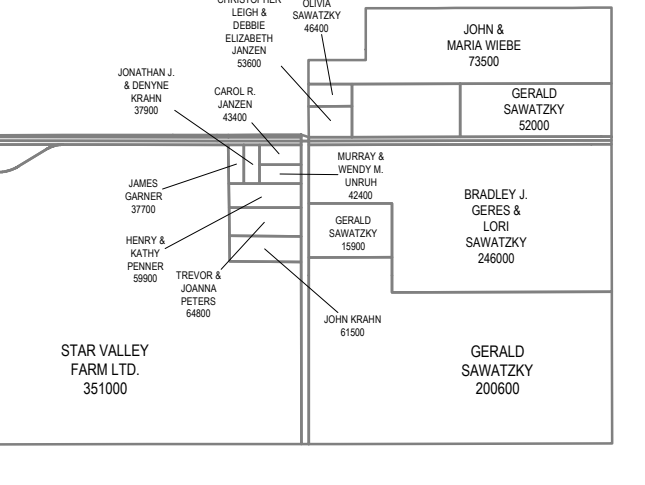 CHRISTOPHER
LEIGH &
DEBBIE
ELIZABETH
JANZEN
53600
OLIVIA
SAWATZKY
46400
JOHN &
MARIA WIEBE
73500
JONATHAN J.
& DENYNE
KRAHN
37900
CAROL R.
JANZEN
43400
GERALD
SAWATZKY
52000
MURRAY &
WENDY M.
UNRUH
42400
JAMES
GARNER
37700
BRADLEY J.
GERES &
LORI
SAWATZKY
246000
GERALD
SAWATZKY
15900
HENRY &
KATHY
PENNER
59900
TREVOR &
JOANNA
PETERS
64800
JOHN KRAHN
61500
STAR VALLEY
FARM LTD.
351000
GERALD
SAWATZKY
200600